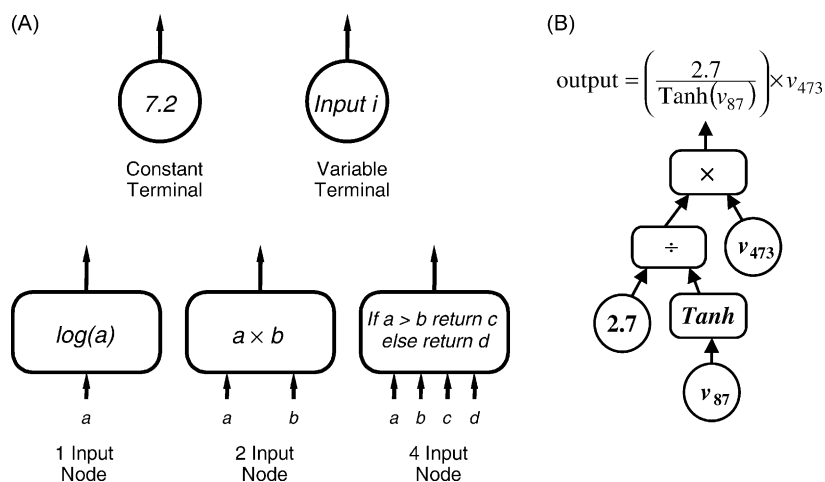 (A)
7.2
Input i
Constant
Terminal
Variable
Terminal
log(a)
a × b
If a > b return c
else return d
a
a
b
a
b
c
d
1 Input
Node
2 Input
Node
4 Input
Node
(B)
output = (2.7 / Tanh(v87)) × v473
×
÷
v473
2.7
Tanh
v87